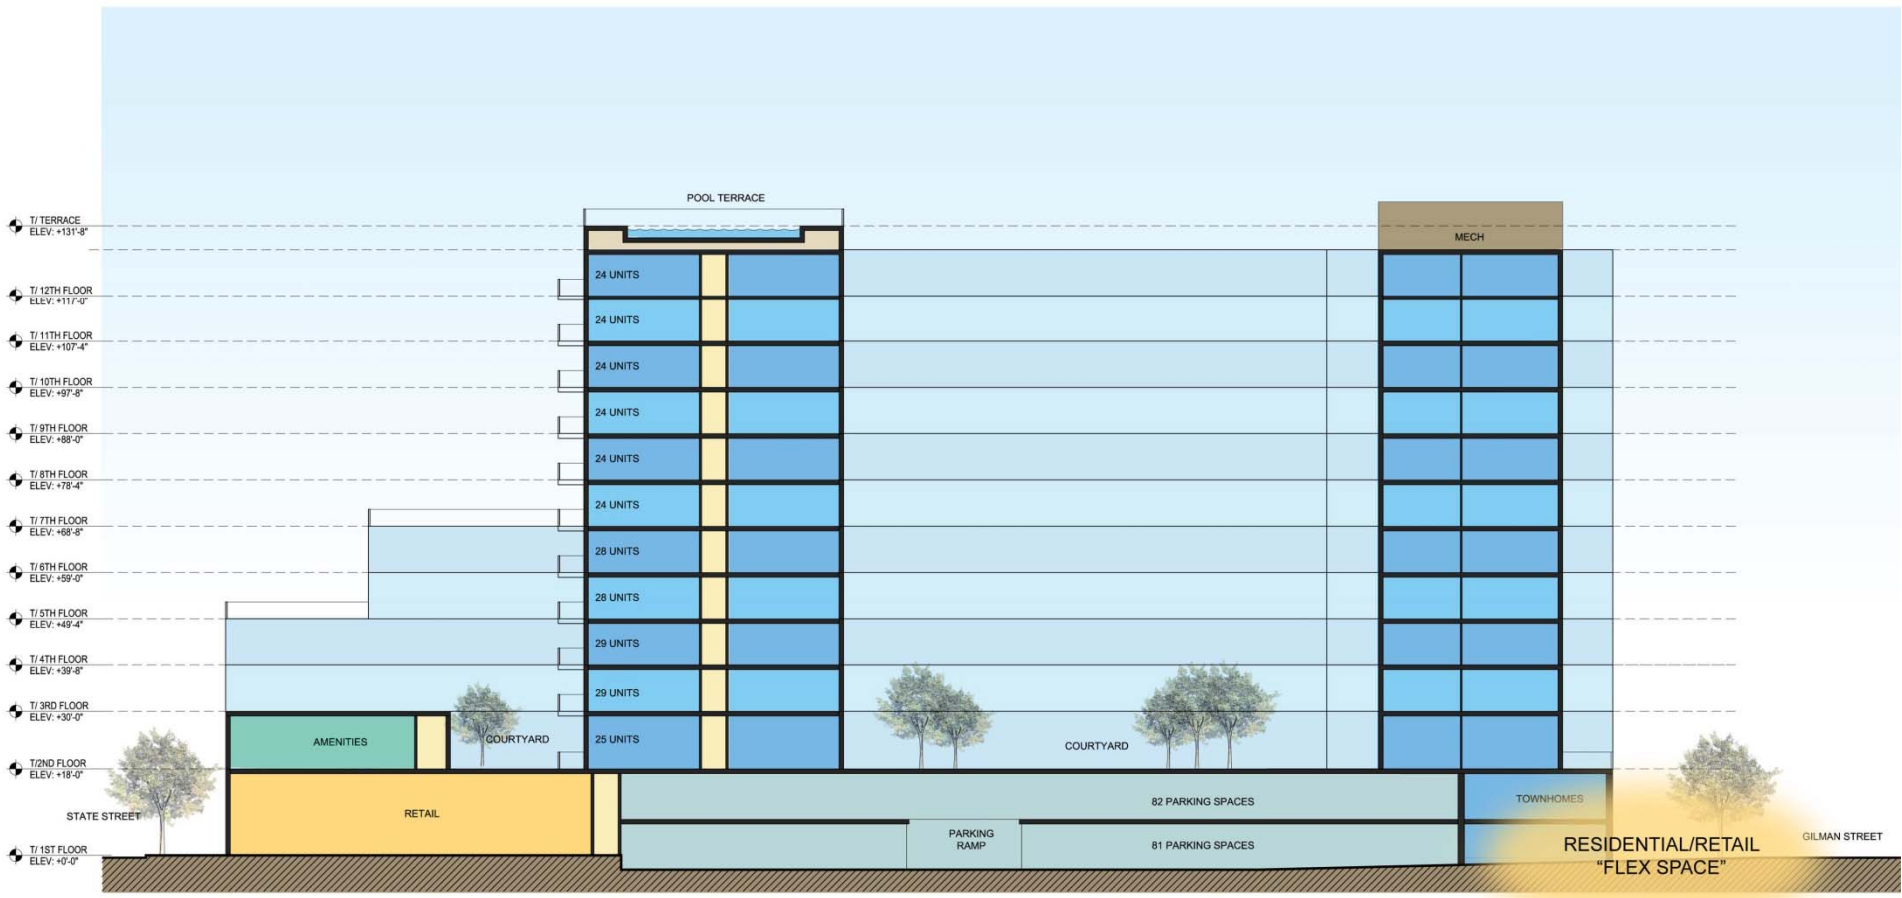 POOL TERRACE
T/ TERRACE
ELEV: +131'-8"
MECH
24 UNITS
T/ 12TH FLOOR
ELEV: +117'-0"
24 UNITS
T/ 11TH FLOOR
ELEV: +107'-4"
24 UNITS
T/ 10TH FLOOR
ELEV: +97'-8"
24 UNITS
T/ 9TH FLOOR
ELEV: +88'-0"
24 UNITS
T/ 8TH FLOOR
ELEV: +78'-4"
24 UNITS
T/ 7TH FLOOR
ELEV: +68'-8"
28 UNITS
T/ 6TH FLOOR
ELEV: +59'-0"
28 UNITS
T/ 5TH FLOOR
ELEV: +49'-4"
29 UNITS
T/ 4TH FLOOR
ELEV: +39'-8"
29 UNITS
T/ 3RD FLOOR
ELEV: +30'-0"
AMENITIES
COURTYARD
25 UNITS
COURTYARD
T/2ND FLOOR
ELEV: +18'-0"
82 PARKING SPACES
TOWNHOMES
STATE STREET
RETAIL
PARKING
RAMP
81 PARKING SPACES
RESIDENTIAL/RETAIL
"FLEX SPACE"
GILMAN STREET
T/ 1ST FLOOR
ELEV: +0'-0"